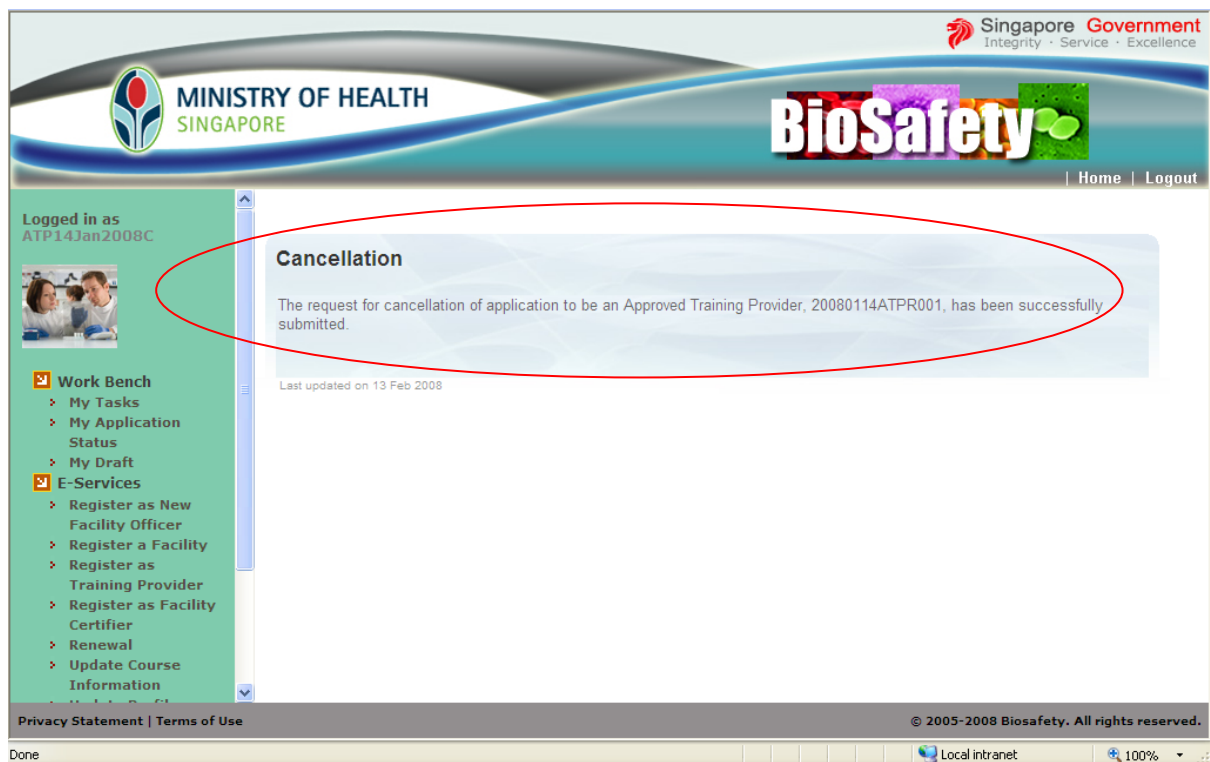 Singapore Government
Integrity · Service · Excellence
MINISTRY OF HEALTH
SINGAPORE
BioSafety
| Home | Logout
Logged in as
ATP14Jan2008C
Work Bench
My Tasks
My Application
Status
My Draft
E-Services
Register as New
Facility Officer
Register a Facility
Register as
Training Provider
Register as Facility
Certifier
Renewal
Update Course
Information
Cancellation
The request for cancellation of application to be an Approved Training Provider, 20080114ATPR001, has been successfully
submitted.
Last updated on 13 Feb 2008
Privacy Statement | Terms of Use
© 2005-2008 Biosafety. All rights reserved.
Done
Local intranet
100%